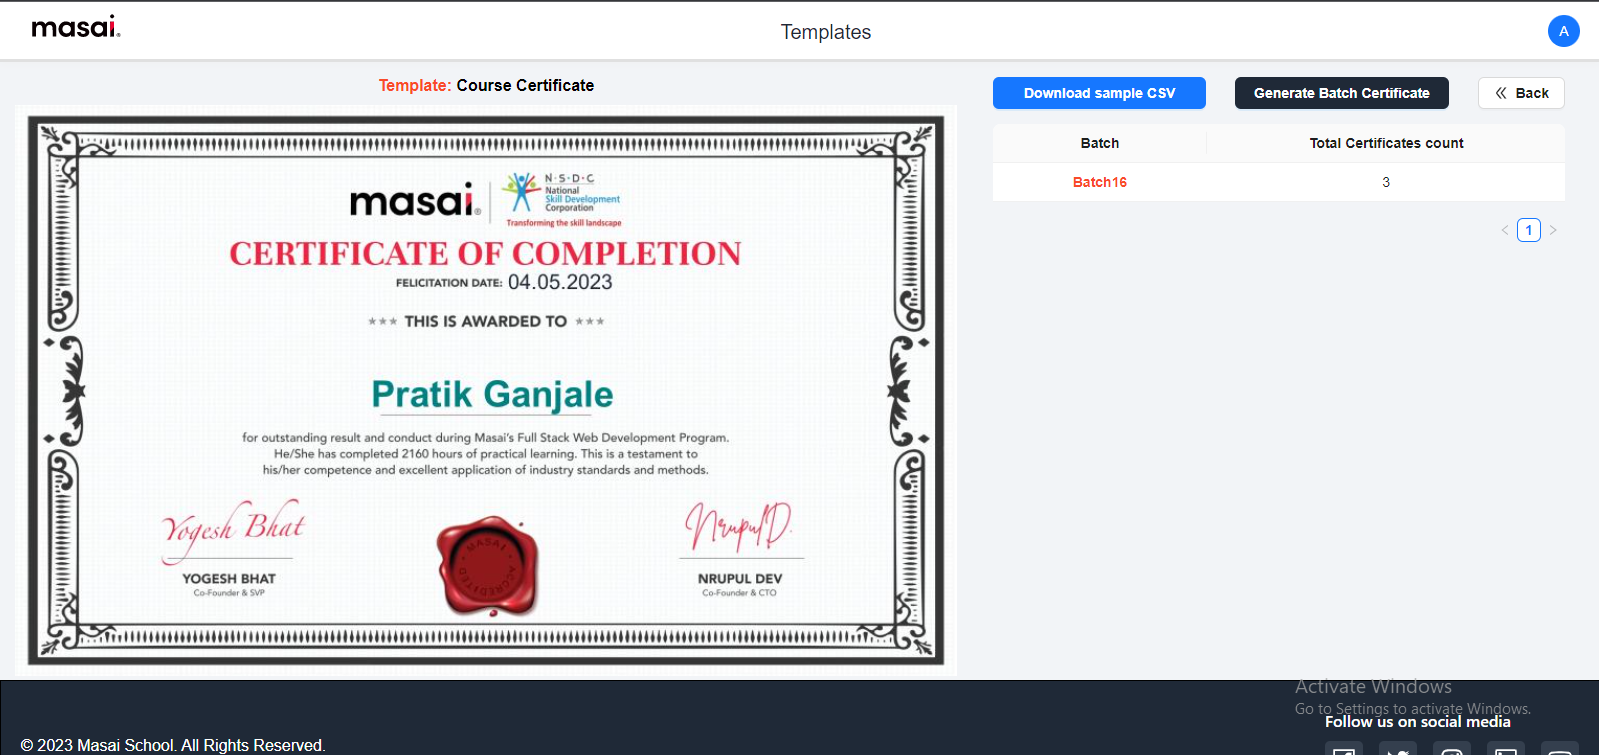 masai.
Templates
A
Template: Course Certificate
Download sample CSV
Generate Batch Certificate
Back
Batch
Total Certificates count
Batch16
3
1
masai.
N·S·D·C
National
Skill Development
Corporation
Transforming the skill landscape
CERTIFICATE OF COMPLETION
FELICITATION DATE: 04.05.2023
*** THIS IS AWARDED TO ***
Pratik Ganjale
for outstanding result and conduct during Masai's Full Stack Web Development Program.
He/She has completed 2160 hours of practical learning. This is a testament to
his/her competence and excellent application of industry standards and methods.
Yogesh Bhat
NrupulD.
MASAI
ACCREDITED
YOGESH BHAT
Co-Founder & SVP
NRUPUL DEV
Co-Founder & CTO
Activate Windows
Go to Settings to activate Windows.
Follow us on social media
© 2023 Masai School. All Rights Reserved.